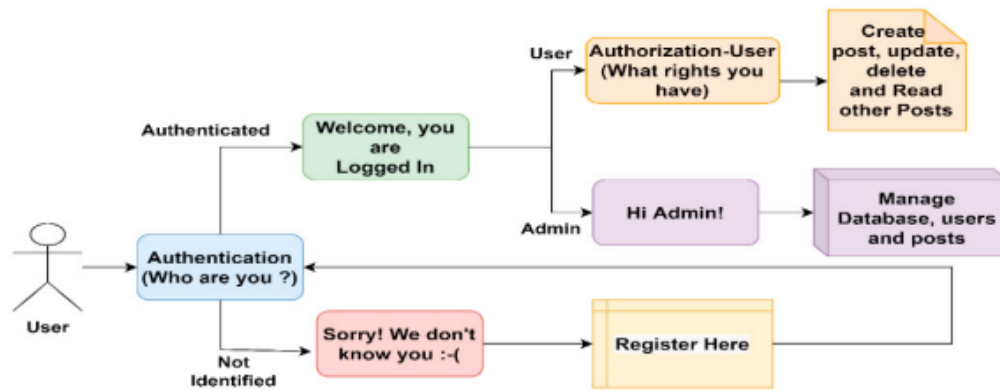 User
Authentication
(Who are you ?)
Authenticated
Welcome, you
are
Logged In
User
Authorization-User
(What rights you
have)
Create
post, update,
delete
and Read
other Posts
Admin
Hi Admin!
Manage
Database, users
and posts
Not
Identified
Sorry! We don't
know you :-(
Register Here